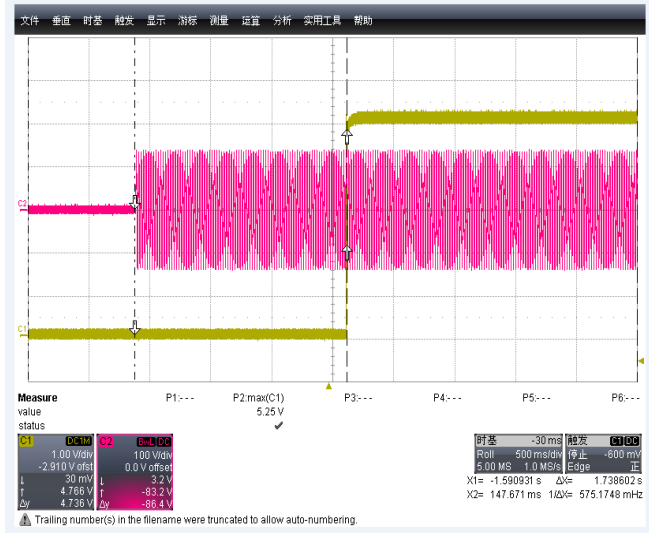 文件 垂直 时基 触发 显示 游标 测量 运算 分析 实用工具 帮助
C2
C1
Measure P1:- - - P2:max(C1) P3:- - - P4:- - - P5:- - - P6:- - -
value 5.25 V
status ✓
C1 DC1M C2 BwL DC 时基 -30 ms 触发 C1 DC
1.00 V/div 100 V/div Roll 500 ms/div 停止 -600 mV
-2.910 V ofst 0.0 V offset 5.00 MS 1.0 MS/s Edge 正
↓ 30 mV ↓ 3.2 V X1= -1.590931 s ΔX= 1.738602 s
↑ 4.766 V ↑ -83.2 V X2= 147.671 ms 1/ΔX= 575.1748 mHz
Δy 4.736 V Δy -86.4 V
Trailing number(s) in the filename were truncated to allow auto-numbering.